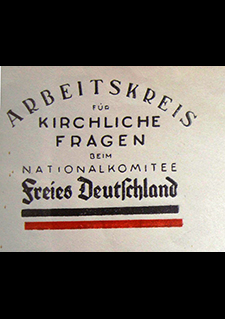 ARBEITSKREIS
FÜR
KIRCHLICHE
FRAGEN
BEIM
NATIONALKOMITEE
Freies Deutſchland